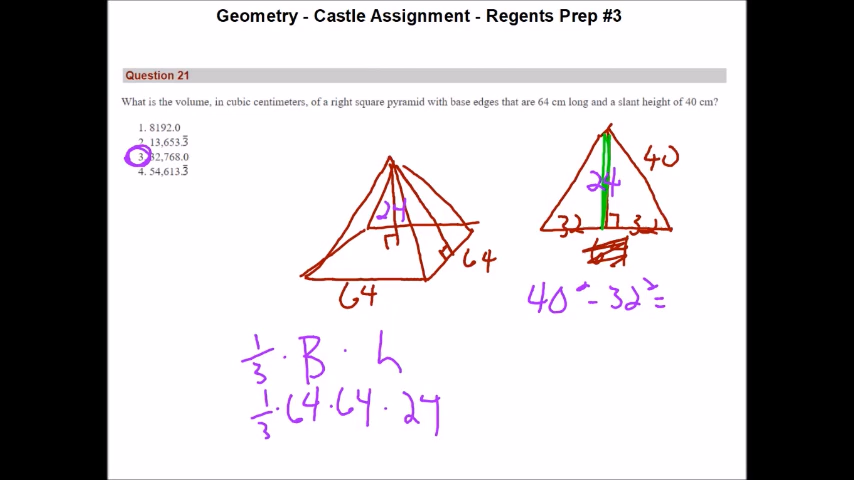 Geometry - Castle Assignment - Regents Prep #3
Question 21
What is the volume, in cubic centimeters, of a right square pyramid with base edges that are 64 cm long and a slant height of 40 cm?
1. 8192.0
2. 13,653.3̅
3. 32,768.0
4. 54,613.3̅
24
64
64
40
24
32
32
40² - 32² =
1/3 · B · h
1/3 · 64 · 64 · 24